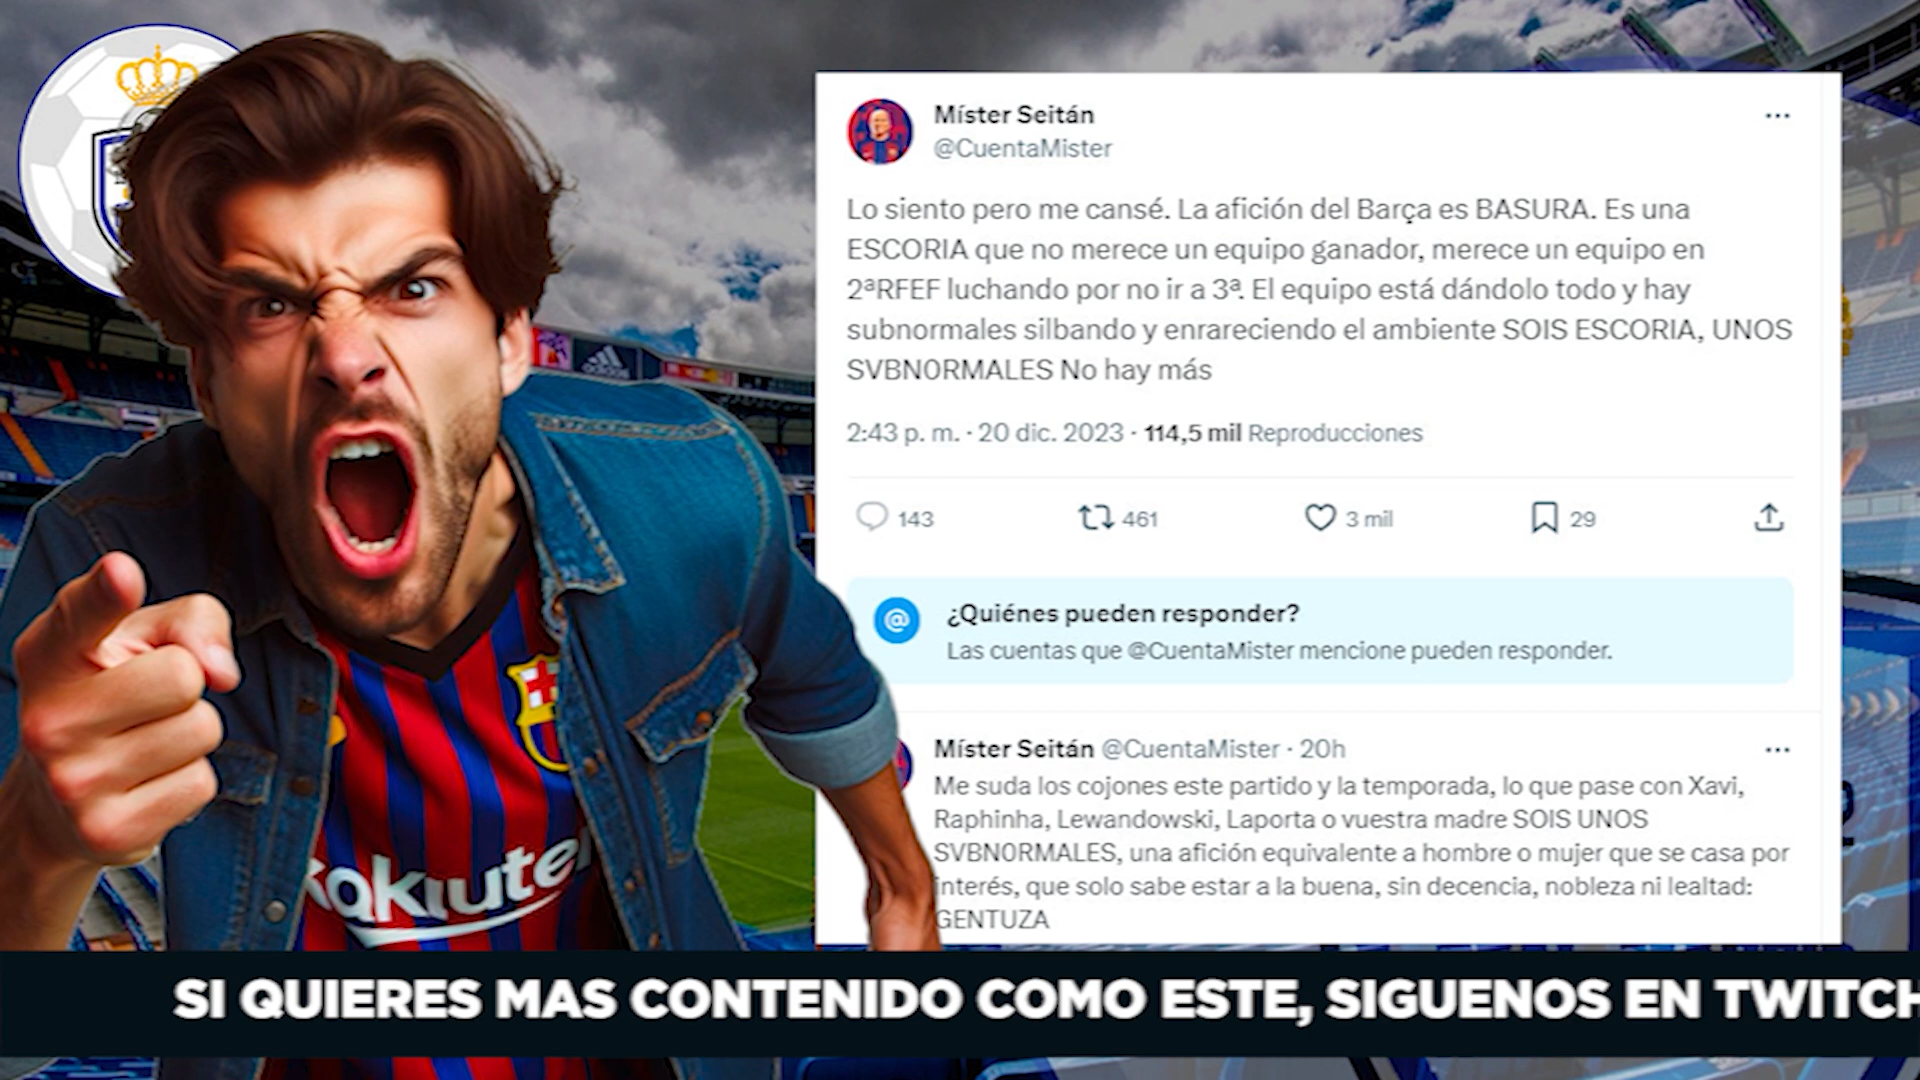 Míster Seitán
@CuentaMister
Lo siento pero me cansé. La afición del Barça es BASURA. Es una
ESCORIA que no merece un equipo ganador, merece un equipo en
2ªRFEF luchando por no ir a 3ª. El equipo está dándolo todo y hay
subnormales silbando y enrareciendo el ambiente SOIS ESCORIA, UNOS
SVBN0RMALES No hay más
2:43 p. m. · 20 dic. 2023 · 114,5 mil Reproducciones
143 461 3 mil 29
¿Quiénes pueden responder?
Las cuentas que @CuentaMister mencione pueden responder.
Míster Seitán @CuentaMister · 20h
Me suda los cojones este partido y la temporada, lo que pase con Xavi,
Raphinha, Lewandowski, Laporta o vuestra madre SOIS UNOS
SVBN0RMALES, una afición equivalente a hombre o mujer que se casa por
interés, que solo sabe estar a la buena, sin decencia, nobleza ni lealtad:
GENTUZA
adidas
SI QUIERES MAS CONTENIDO COMO ESTE, SIGUENOS EN TWITCH